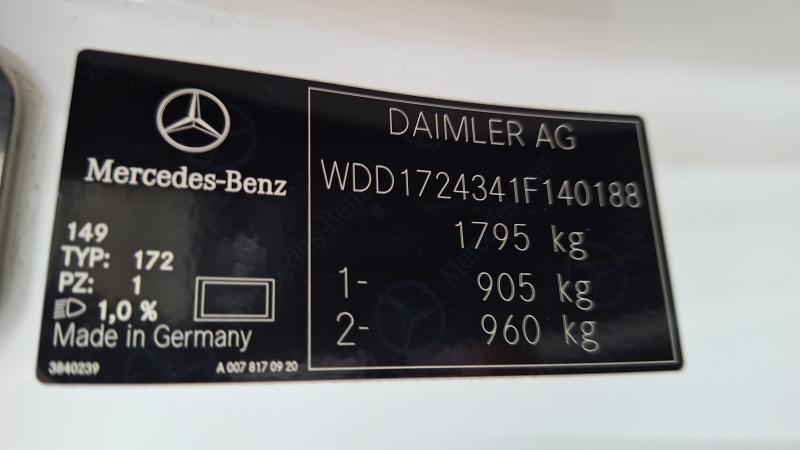 Mercedes-Benz
149
TYP: 172
PZ: 1
1,0 %
Made in Germany
3840239
A 007 817 09 20
DAIMLER AG
WDD1724341F140188
1795 kg
1- 905 kg
2- 960 kg